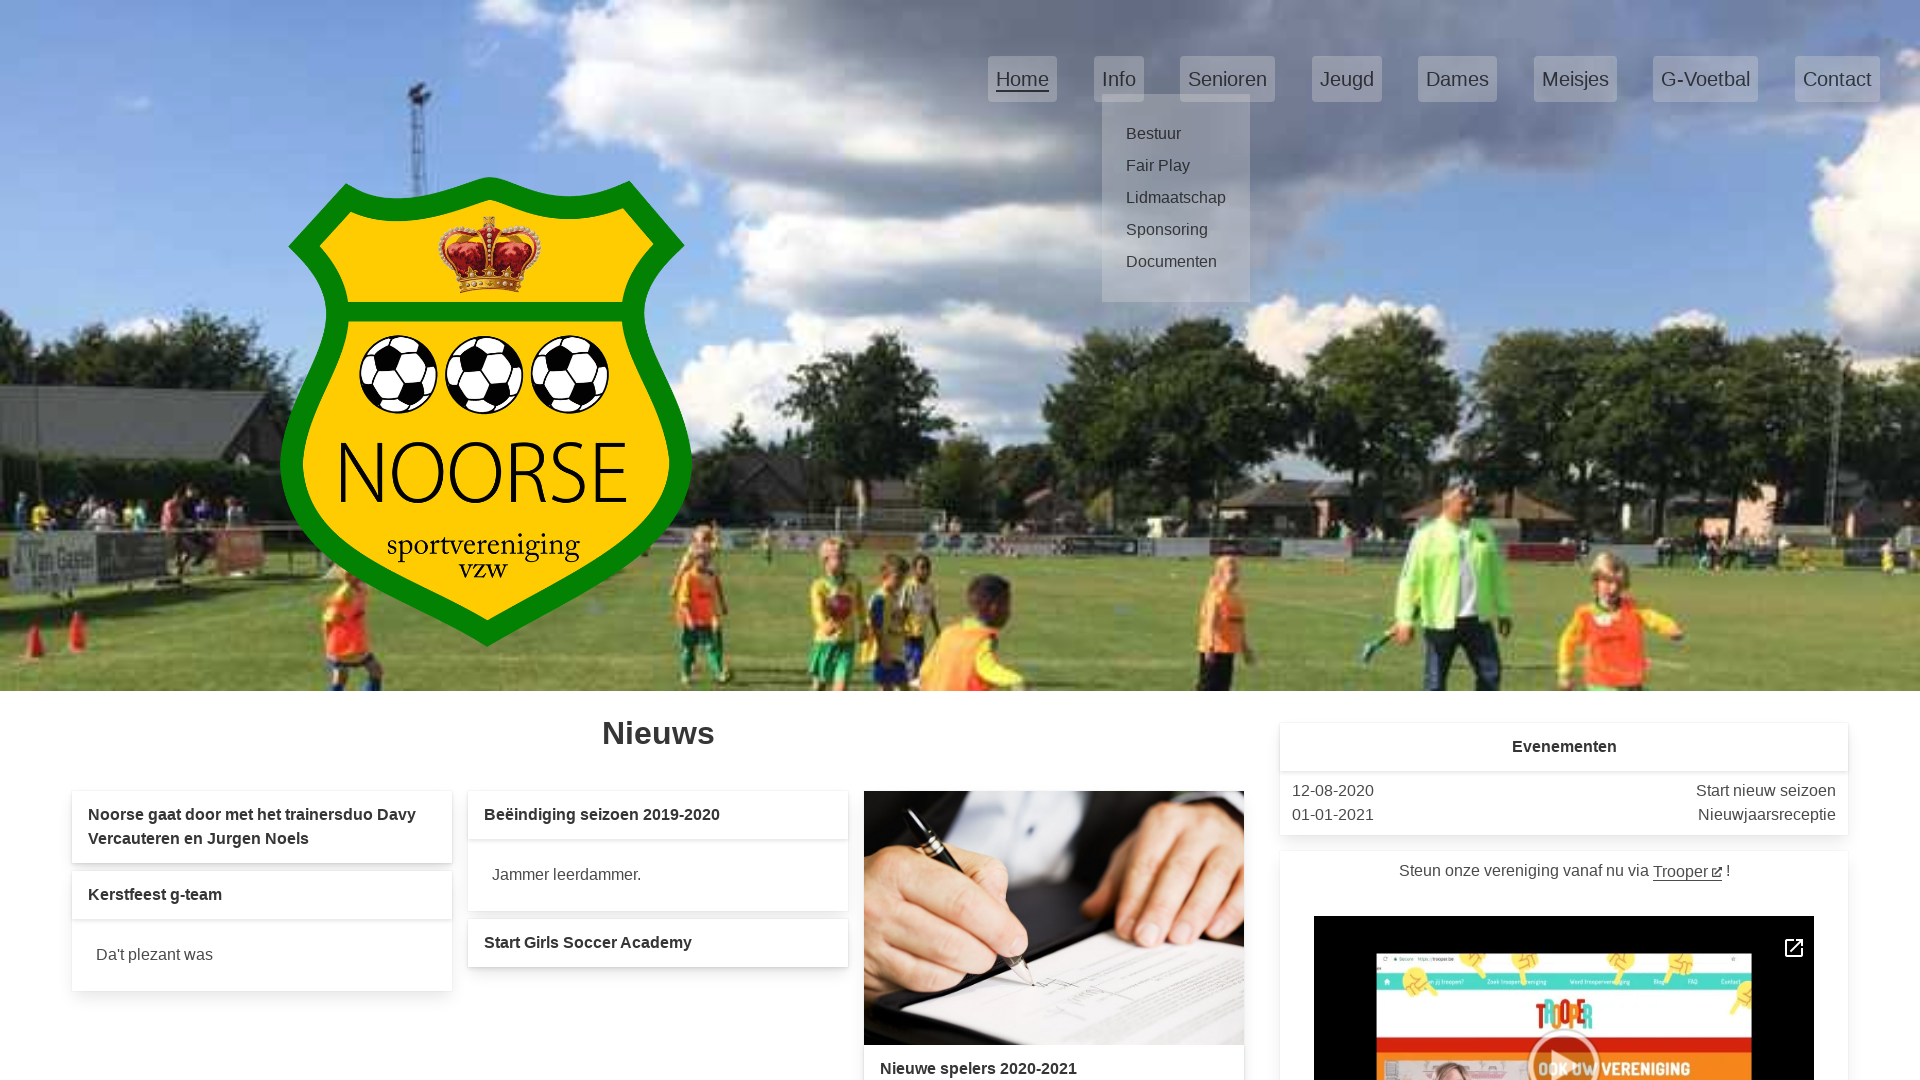 Home
Info
Senioren
Jeugd
Dames
Meisjes
G-Voetbal
Contact
Bestuur
Fair Play
Lidmaatschap
Sponsoring
Documenten
NOORSE
sportvereniging
vzw
Nieuws
Noorse gaat door met het trainersduo Davy
Vercauteren en Jurgen Noels
Kerstfeest g-team
Da't plezant was
Beëindiging seizoen 2019-2020
Jammer leerdammer.
Start Girls Soccer Academy
Nieuwe spelers 2020-2021
Evenementen
12-08-2020 Start nieuw seizoen
01-01-2021 Nieuwjaarsreceptie
Steun onze vereniging vanaf nu via Trooper !
TROOPER
OOK UW VERENIGING